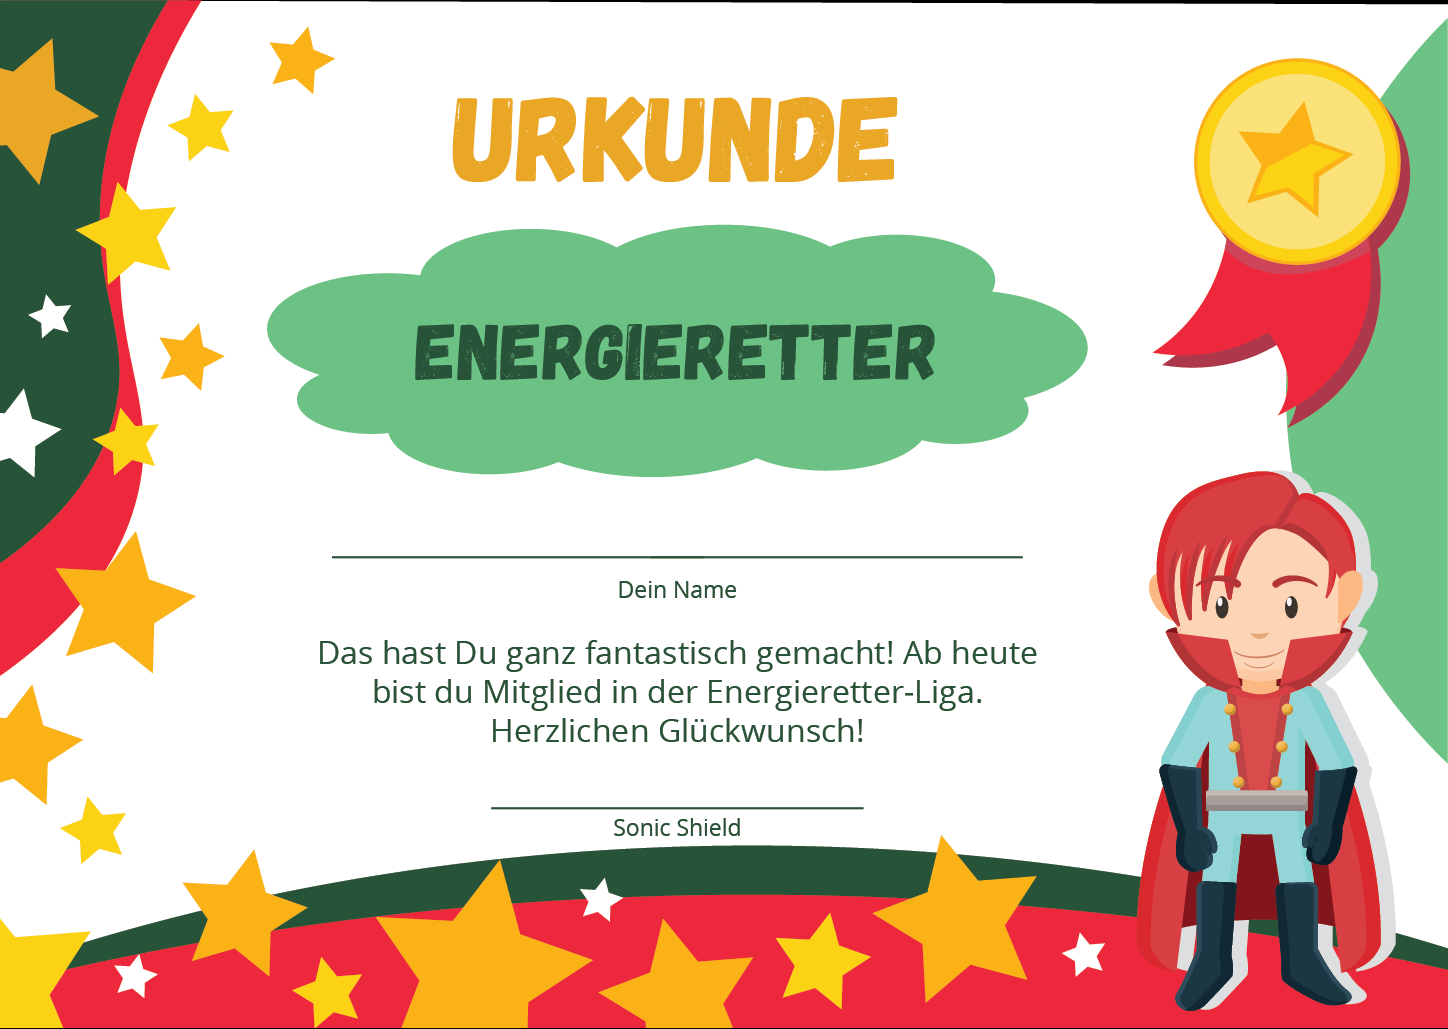 URKUNDE
ENERGIERETTER
Dein Name
Das hast Du ganz fantastisch gemacht! Ab heute
bist du Mitglied in der Energieretter-Liga.
Herzlichen Glückwunsch!
Sonic Shield